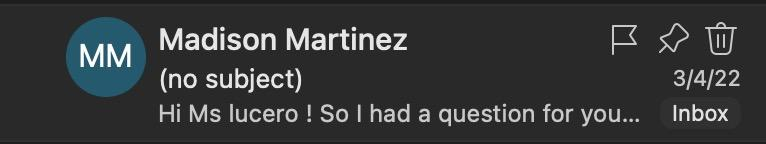 MM
Madison Martinez
(no subject)
3/4/22
Hi Ms lucero ! So I had a question for you...
Inbox